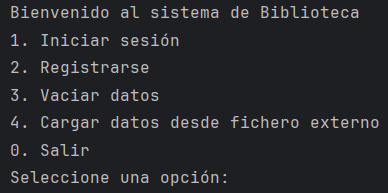 Bienvenido al sistema de Biblioteca
1. Iniciar sesión
2. Registrarse
3. Vaciar datos
4. Cargar datos desde fichero externo
0. Salir
Seleccione una opción: